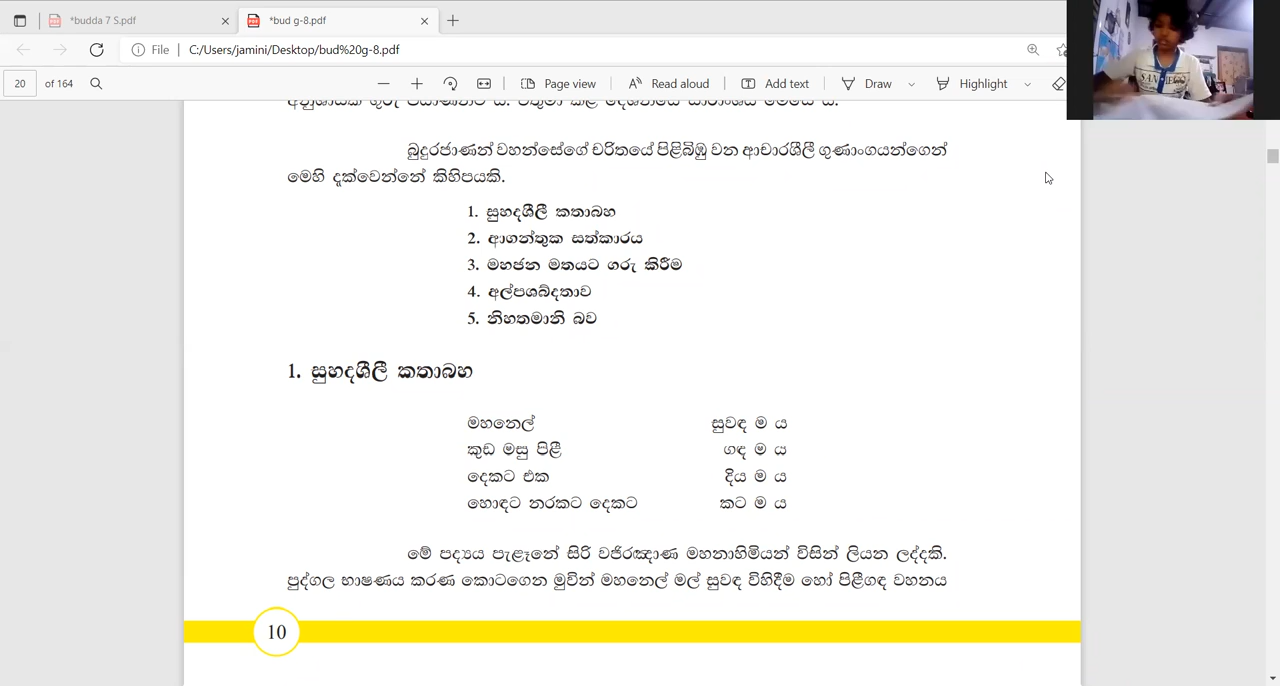 *budda 7 S.pdf
*bud g-8.pdf
File C:/Users/jamini/Desktop/bud%20g-8.pdf
20 of 164 Page view Read aloud Add text Draw Highlight
බුදුරජාණන් වහන්සේගේ චරිතයේ පිළිබිඹු වන ආචාරශීලී ගුණාංගයන්ගෙන්
මෙහි දැක්වෙන්නේ කිහිපයකි.
1. සුහදශීලී කතාබහ
2. ආගන්තුක සත්කාරය
3. මහජන මතයට ගරු කිරීම
4. අල්පශබ්දතාව
5. නිහතමානි බව
1. සුහදශීලී කතාබහ
මහනෙල් සුවඳ ම ය
කුඩ මසු පිළී ගඳ ම ය
දෙකට එක දිය ම ය
හොඳට නරකට දෙකට කට ම ය
මේ පද්‍යය පැළෑනේ සිරි වජිරඤාණ මහනාහිමියන් විසින් ලියන ලද්දකි.
පුද්ගල භාෂණය කරණ කොටගෙන මුවින් මහනෙල් මල් සුවඳ විහිදීම හෝ පිළීගඳ වහනය
10